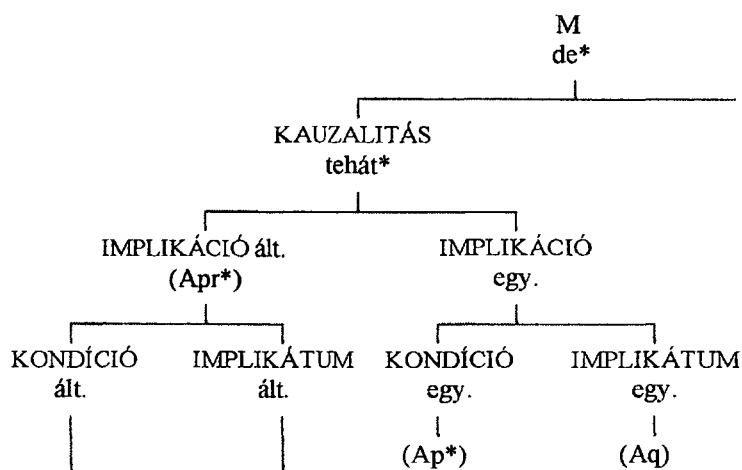 M
de*
KAUZALITÁS
tehát*
IMPLIKÁCIÓ ált.
(Apr*)
IMPLIKÁCIÓ
egy.
KONDÍCIÓ
ált.
IMPLIKÁTUM
ált.
KONDÍCIÓ
egy.
IMPLIKÁTUM
egy.
(Ap*)
(Aq)